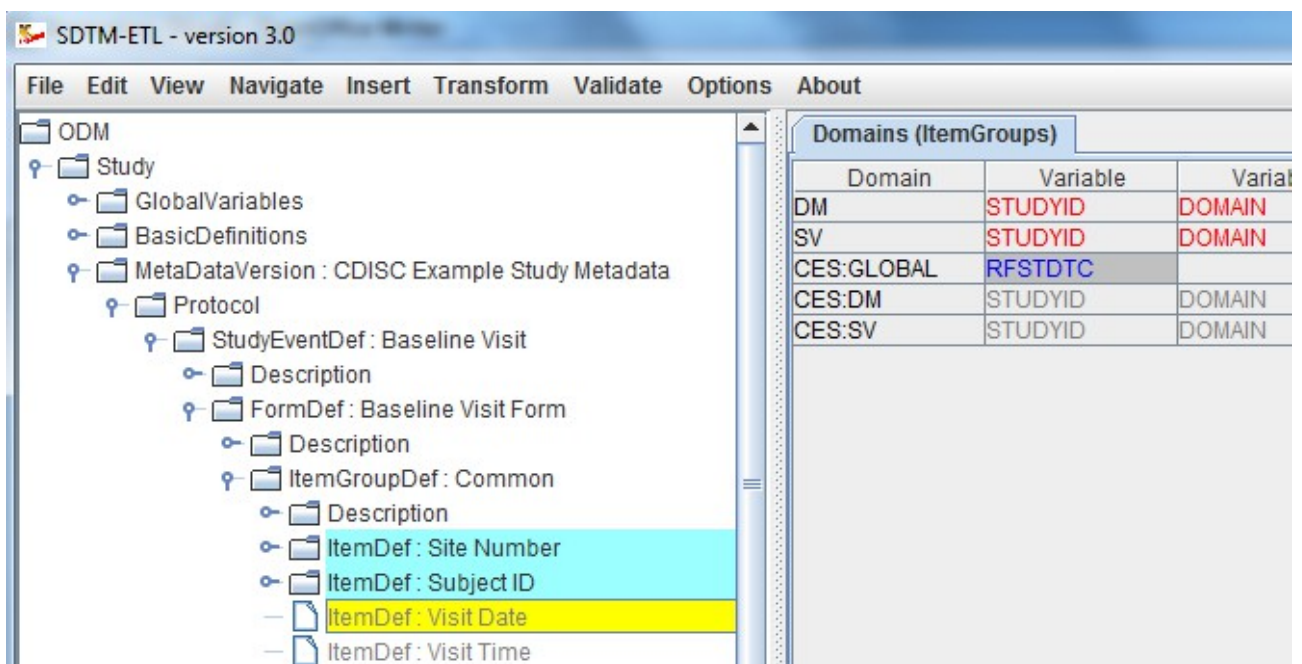 SDTM-ETL - version 3.0
File Edit View Navigate Insert Transform Validate Options About
ODM
Study
GlobalVariables
BasicDefinitions
MetaDataVersion : CDISC Example Study Metadata
Protocol
StudyEventDef : Baseline Visit
Description
FormDef : Baseline Visit Form
Description
ItemGroupDef : Common
Description
ItemDef : Site Number
ItemDef : Subject ID
ItemDef : Visit Date
ItemDef : Visit Time
Domains (ItemGroups)
Domain Variable Variab
DM STUDYID DOMAIN
SV STUDYID DOMAIN
CES:GLOBAL RFSTDTC
CES:DM STUDYID DOMAIN
CES:SV STUDYID DOMAIN